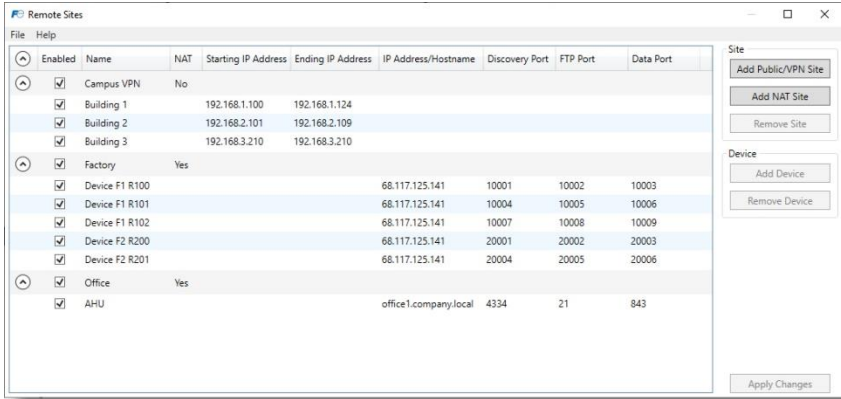 Remote Sites
File Help
Enabled Name NAT Starting IP Address Ending IP Address IP Address/Hostname Discovery Port FTP Port Data Port
Campus VPN No
Building 1 192.168.1.100 192.168.1.124
Building 2 192.168.2.101 192.168.2.109
Building 3 192.168.3.210 192.168.3.210
Factory Yes
Device F1 R100 68.117.125.141 10001 10002 10003
Device F1 R101 68.117.125.141 10004 10005 10006
Device F1 R102 68.117.125.141 10007 10008 10009
Device F2 R200 68.117.125.141 20001 20002 20003
Device F2 R201 68.117.125.141 20004 20005 20006
Office Yes
AHU office1.company.local 4334 21 843
Site
Add Public/VPN Site
Add NAT Site
Remove Site
Device
Add Device
Remove Device
Apply Changes